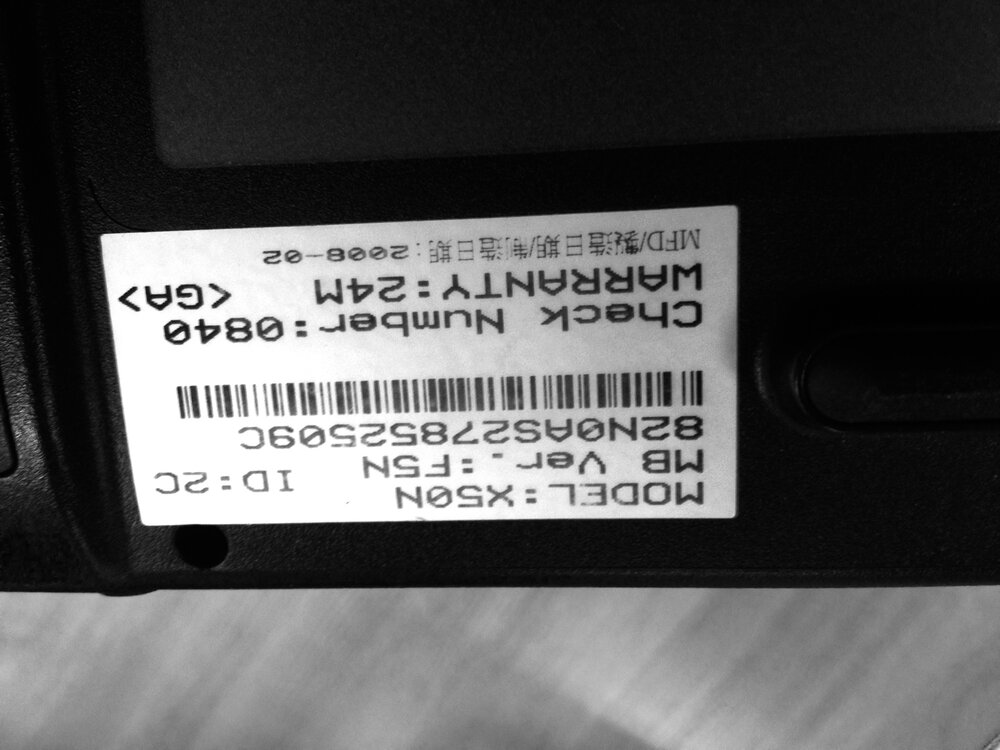 MODEL:X50N
MB Ver.:F5N ID:2C
82N0AS27852509C
Check Number:0840
WARRANTY:24M <GA>
MFD/製造日期/制造日期:2008-02